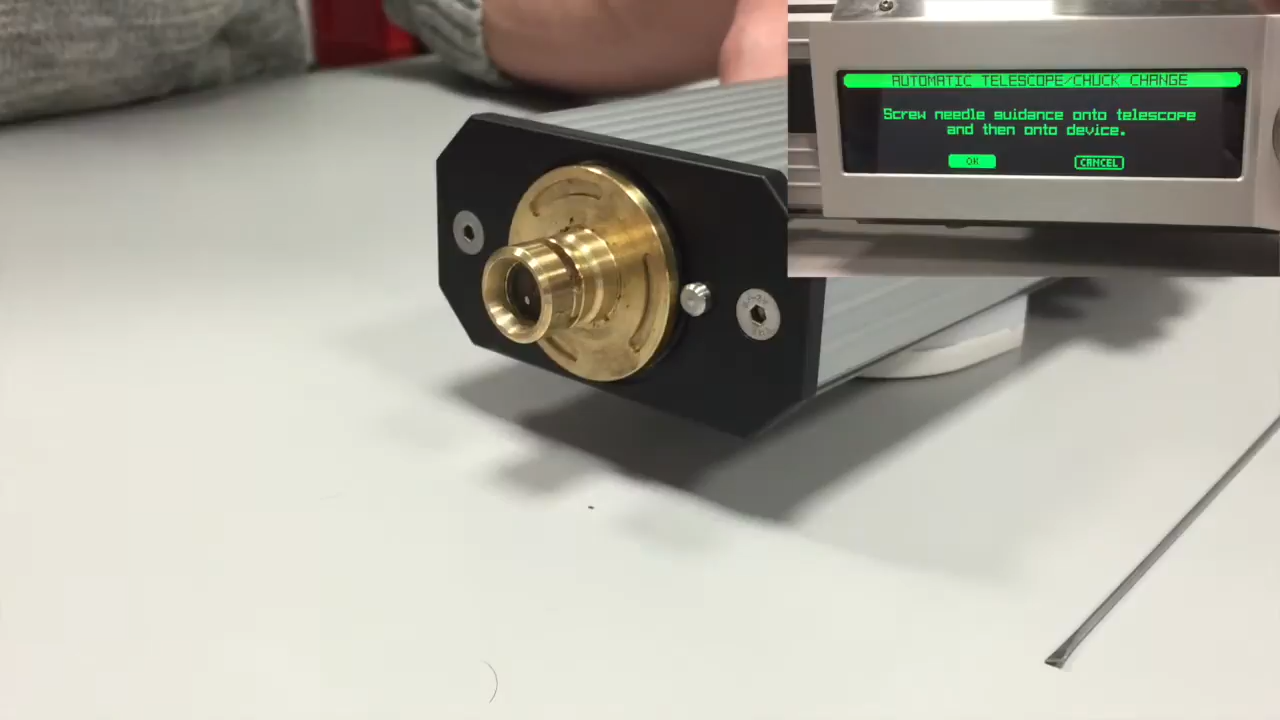 AUTOMATIC TELESCOPE/CHUCK CHANGE
Screw needle guidance onto telescope
and then onto device.
OK
CANCEL